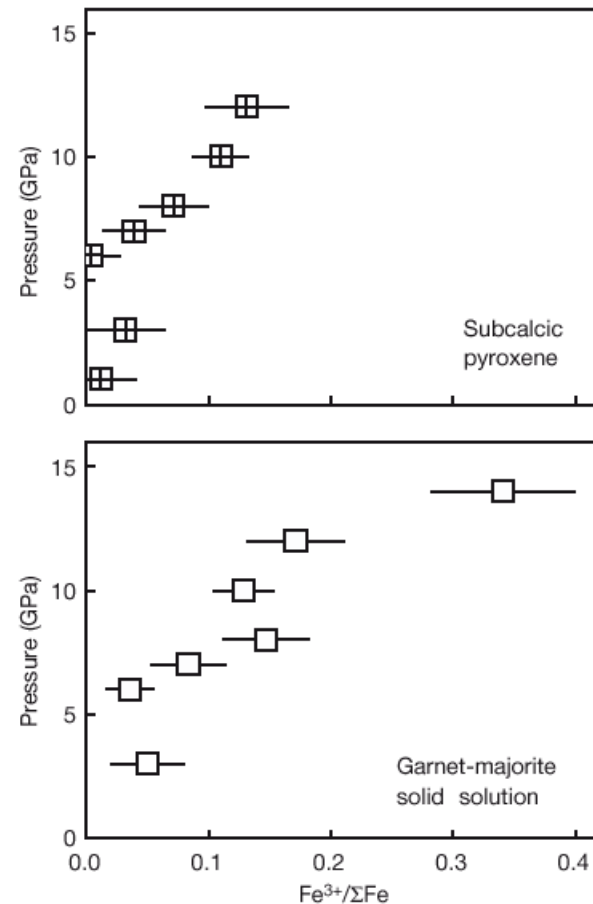 15
10
5
0
Pressure (GPa)
Subcalcic
pyroxene
15
10
5
0
Pressure (GPa)
Garnet-majorite
solid solution
0.0 0.1 0.2 0.3 0.4
Fe³⁺/ΣFe